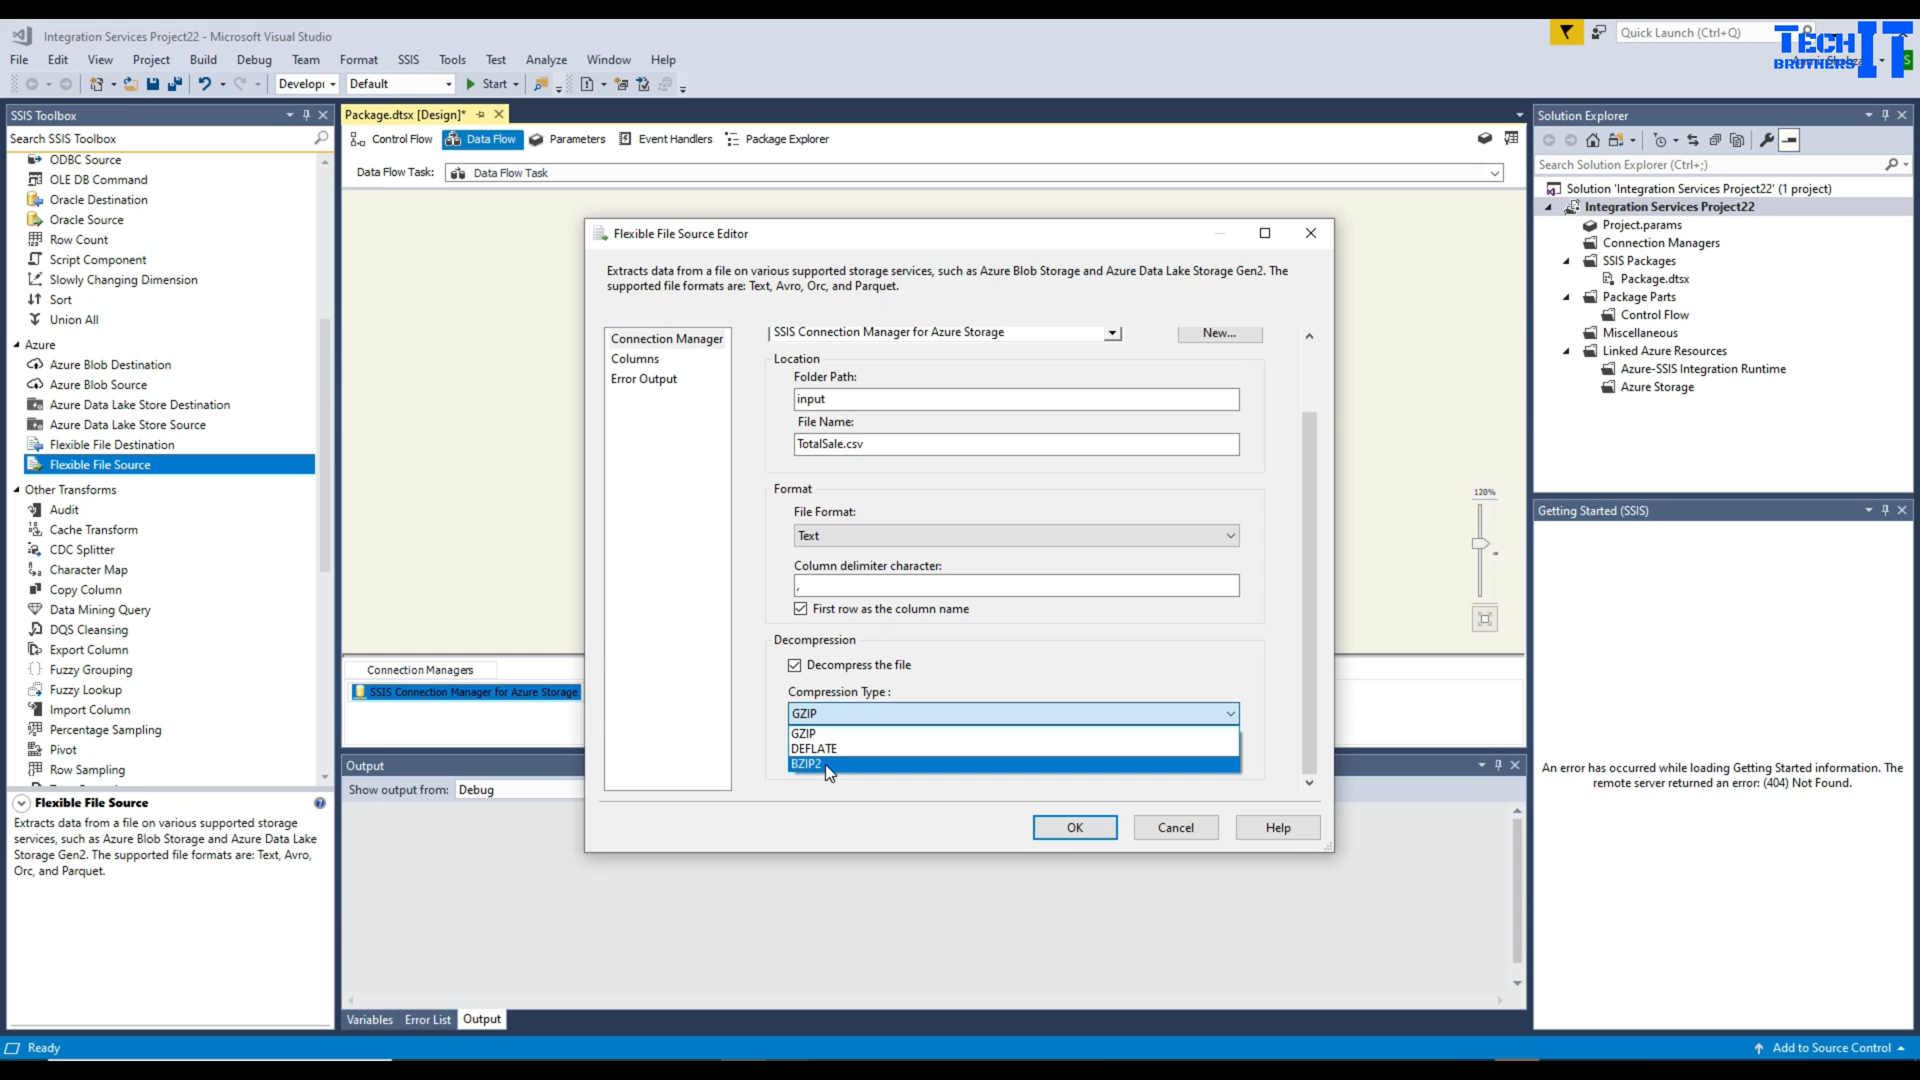 Integration Services Project22 - Microsoft Visual Studio
Quick Launch (Ctrl+Q)
TECH IT
BROTHERS
File Edit View Project Build Debug Team Format SSIS Tools Test Analyze Window Help
Developi Default Start
SSIS Toolbox
Search SSIS Toolbox
ODBC Source
OLE DB Command
Oracle Destination
Oracle Source
Row Count
Script Component
Slowly Changing Dimension
Sort
Union All
Azure
Azure Blob Destination
Azure Blob Source
Azure Data Lake Store Destination
Azure Data Lake Store Source
Flexible File Destination
Flexible File Source
Other Transforms
Audit
Cache Transform
CDC Splitter
Character Map
Copy Column
Data Mining Query
DQS Cleansing
Export Column
Fuzzy Grouping
Fuzzy Lookup
Import Column
Percentage Sampling
Pivot
Row Sampling
Flexible File Source
Extracts data from a file on various supported storage
services, such as Azure Blob Storage and Azure Data Lake
Storage Gen2. The supported file formats are: Text, Avro,
Orc, and Parquet.
Package.dtsx [Design]*
Control Flow Data Flow Parameters Event Handlers Package Explorer
Data Flow Task: Data Flow Task
Flexible File Source Editor
Extracts data from a file on various supported storage services, such as Azure Blob Storage and Azure Data Lake Storage Gen2. The
supported file formats are: Text, Avro, Orc, and Parquet.
Connection Manager
Columns
Error Output
SSIS Connection Manager for Azure Storage New...
Location
Folder Path:
input
File Name:
TotalSale.csv
Format
File Format:
Text
Column delimiter character:
,
First row as the column name
Decompression
Decompress the file
Compression Type :
GZIP
GZIP
DEFLATE
BZIP2
OK Cancel Help
120%
Connection Managers
SSIS Connection Manager for Azure Storage
Output
Show output from: Debug
Variables Error List Output
Solution Explorer
Search Solution Explorer (Ctrl+;)
Solution 'Integration Services Project22' (1 project)
Integration Services Project22
Project.params
Connection Managers
SSIS Packages
Package.dtsx
Package Parts
Control Flow
Miscellaneous
Linked Azure Resources
Azure-SSIS Integration Runtime
Azure Storage
Getting Started (SSIS)
An error has occurred while loading Getting Started information. The
remote server returned an error: (404) Not Found.
Ready
Add to Source Control